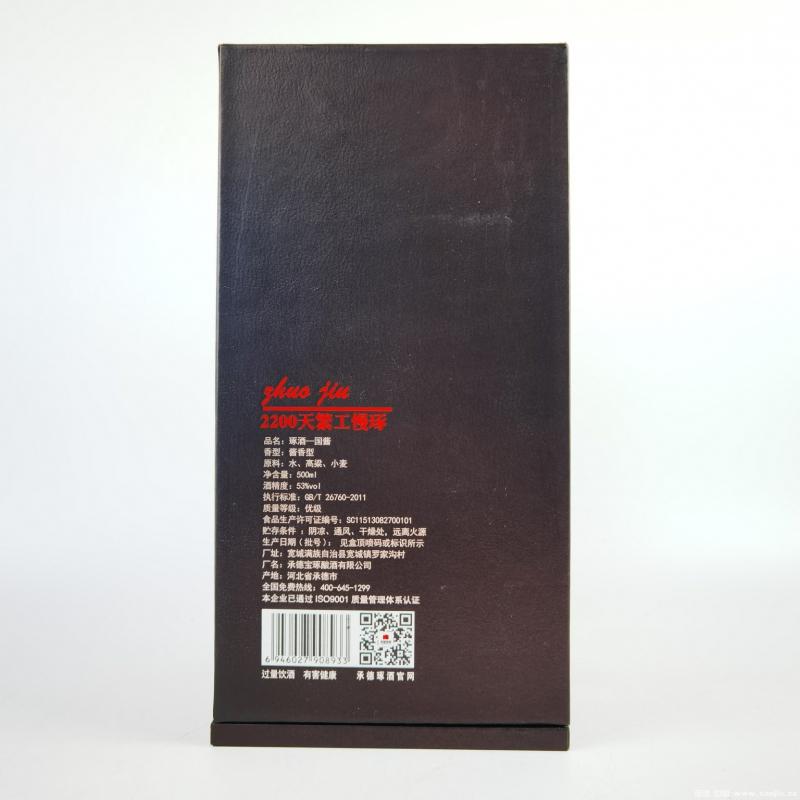 zhuo jiu
2200天繁工慢琢
品名：琢酒—国酱
香型：酱香型
原料：水、高粱、小麦
净含量：500ml
酒精度：53%vol
执行标准：GB/T 26760-2011
质量等级：优级
食品生产许可证编号：SC11513082700101
贮存条件：阴凉、通风、干燥处，远离火源
生产日期（批号）：见盒顶喷码或标识所示
厂址：宽城满族自治县宽城镇罗家沟村
厂名：承德宝琢酿酒有限公司
产地：河北省承德市
全国免费热线：400-645-1299
本企业已通过 ISO9001 质量管理体系认证
6 946027 908933
过量饮酒 有害健康 承德琢酒官网